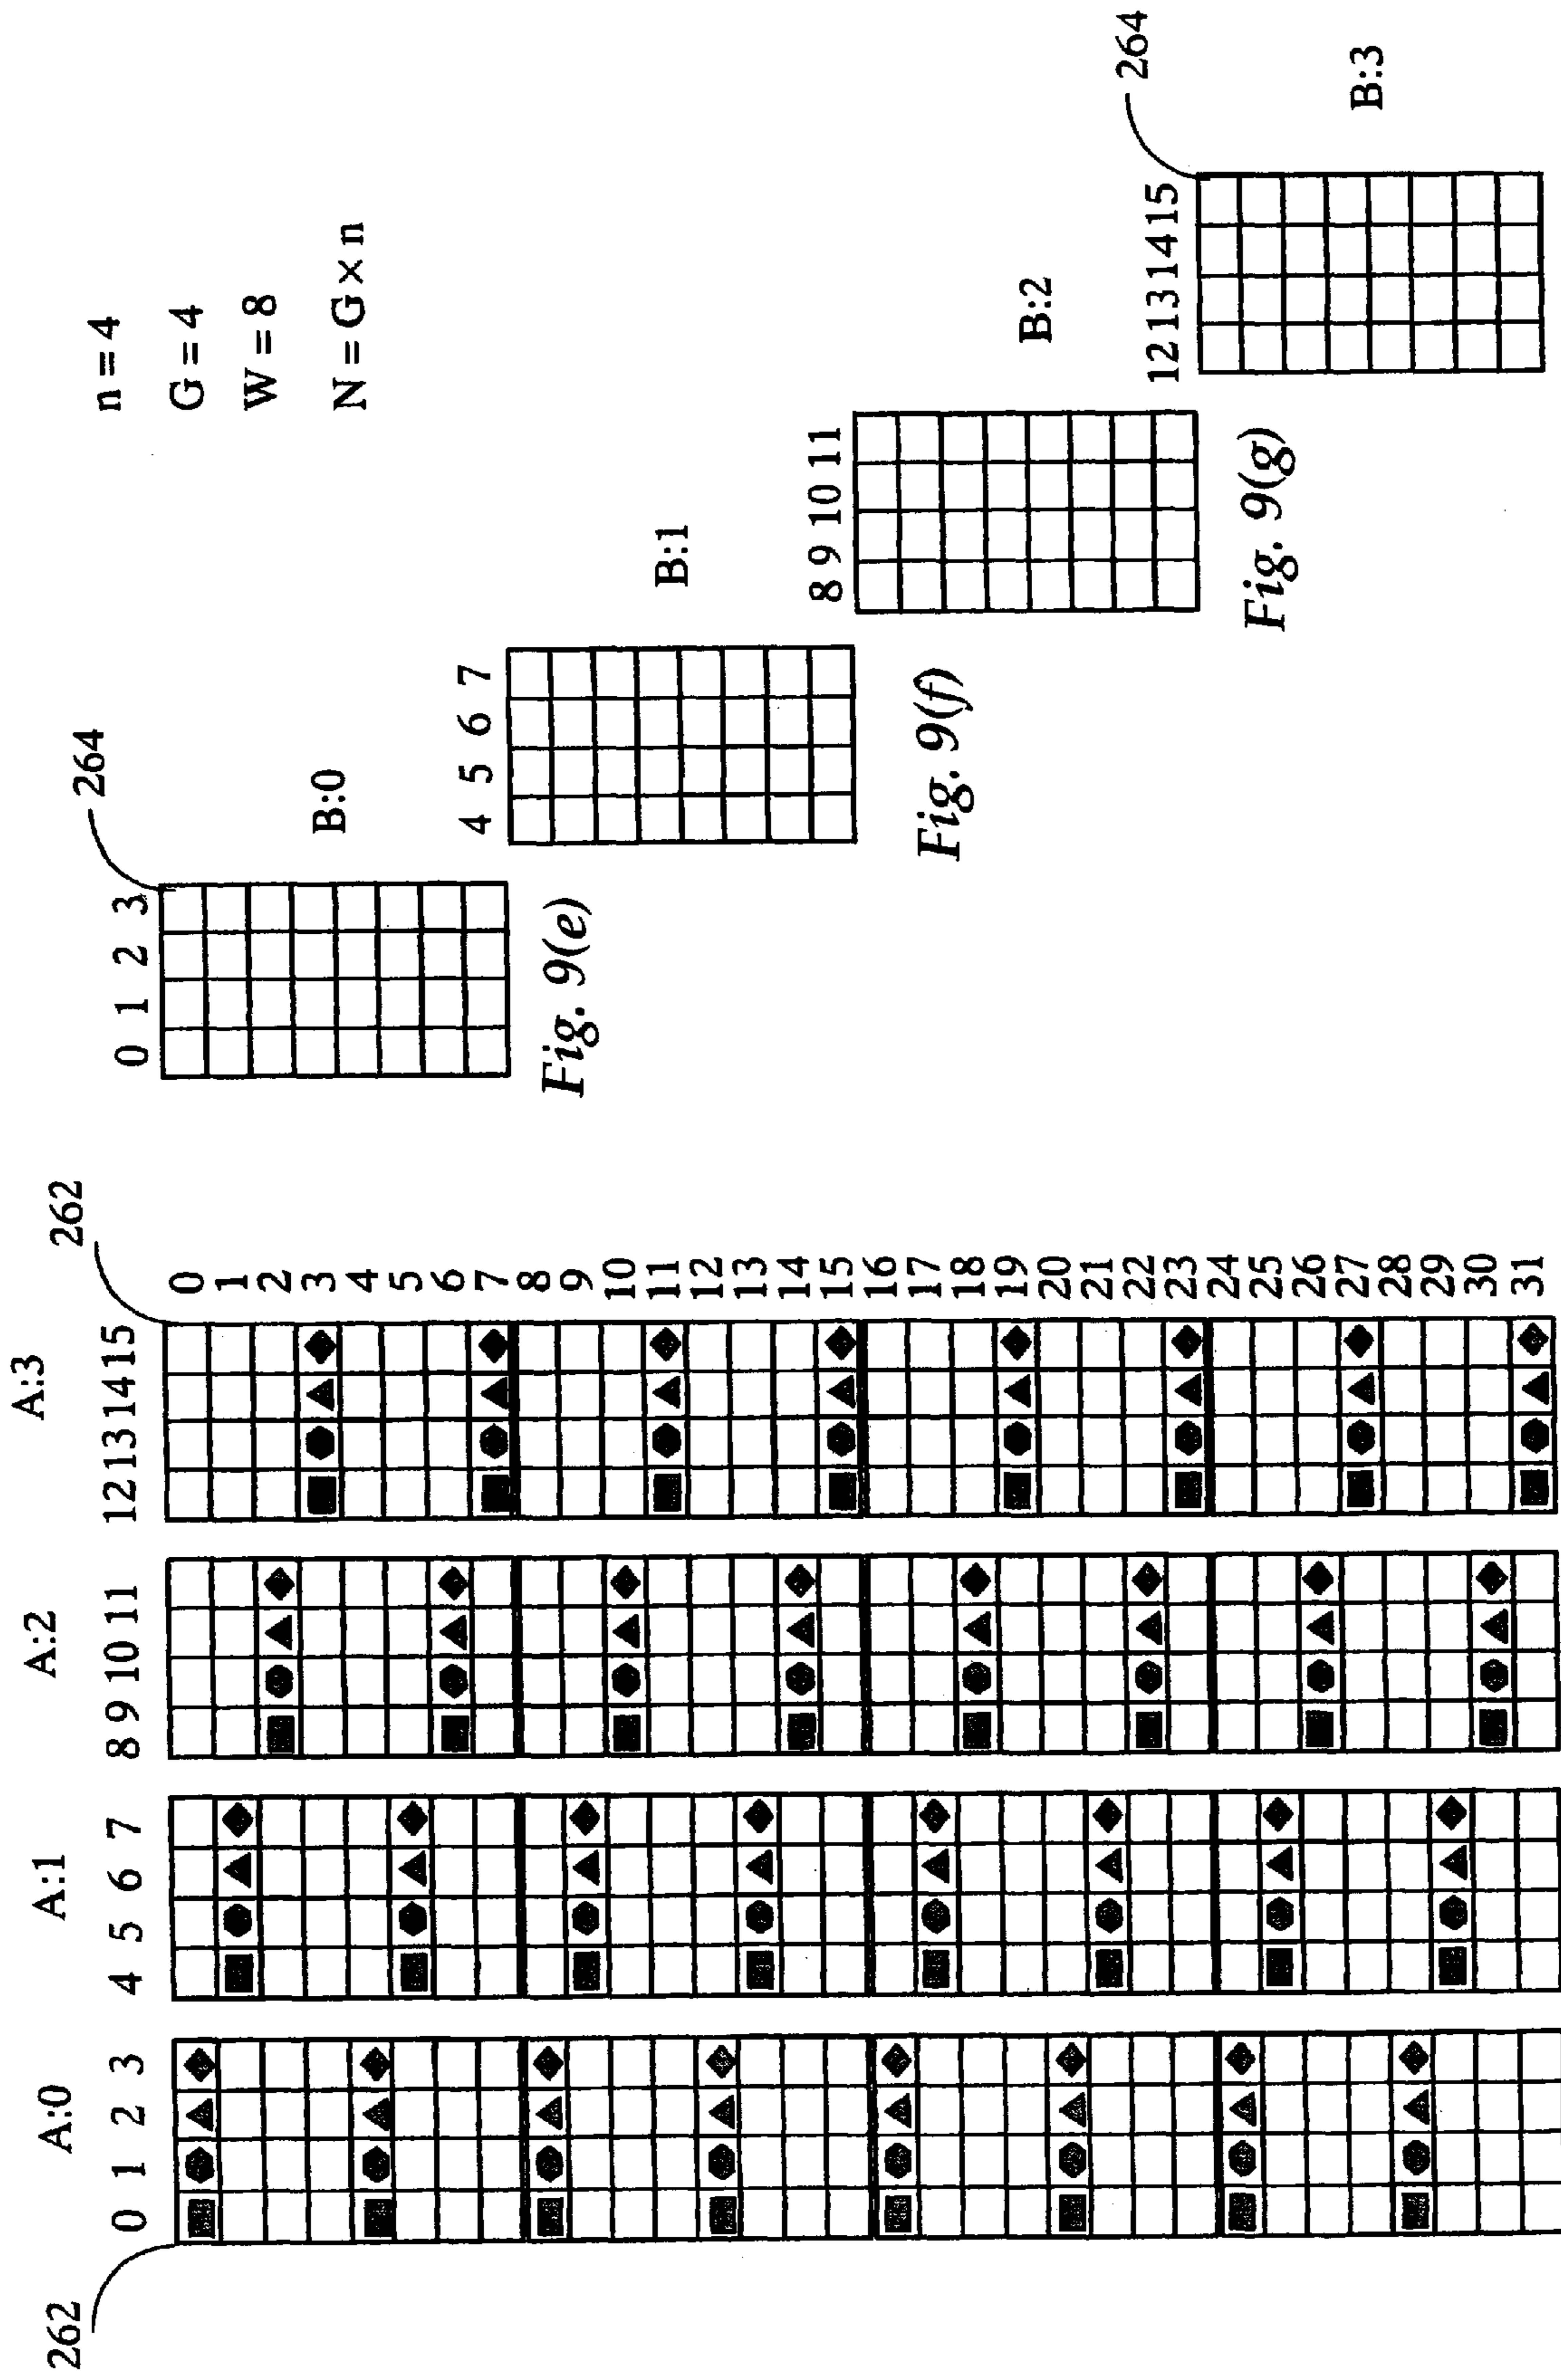 A:0
A:1
A:2
A:3
262
0 1 2 3
4 5 6 7
8 9 10 11
12 13 14 15
262
0
1
2
3
4
5
6
7
8
9
10
11
12
13
14
15
16
17
18
19
20
21
22
23
24
25
26
27
28
29
30
31
n = 4
G = 4
W = 8
N = G × n
0 1 2 3
264
B:0
Fig. 9(e)
4 5 6 7
B:1
Fig. 9(f)
8 9 10 11
B:2
Fig. 9(g)
12 13 14 15
264
B:3